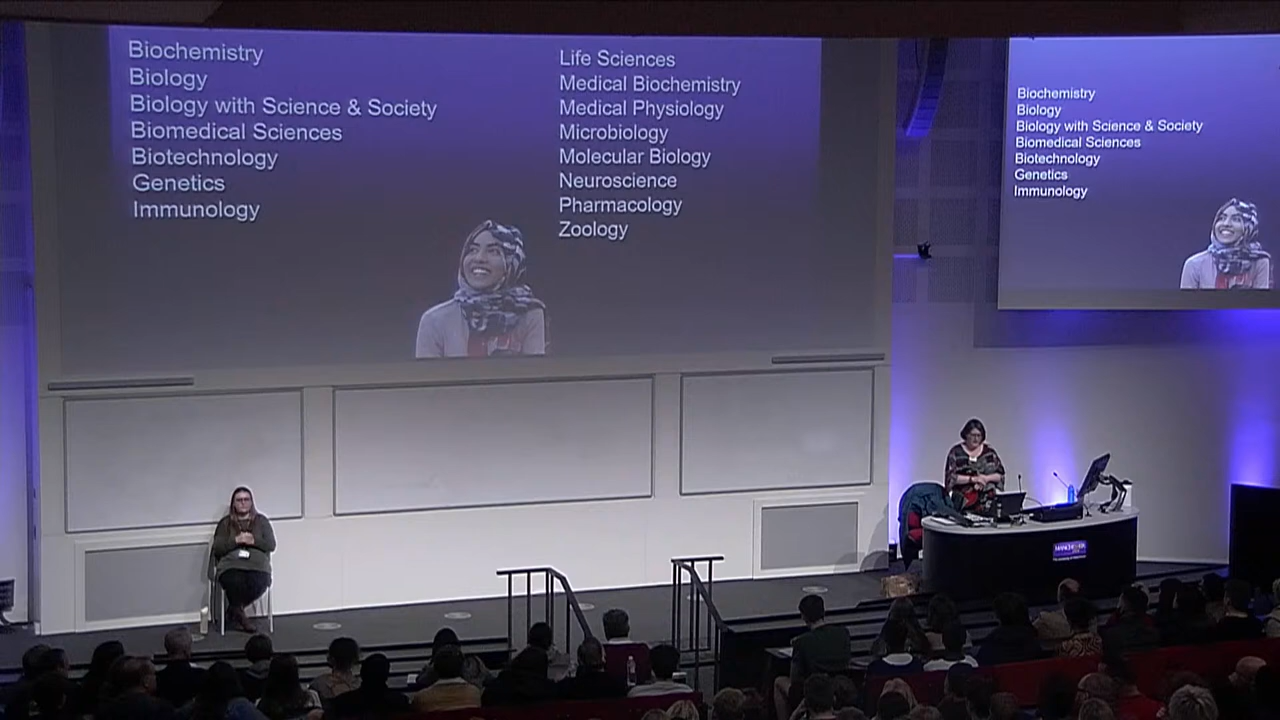 Biochemistry
Biology
Biology with Science & Society
Biomedical Sciences
Biotechnology
Genetics
Immunology
Life Sciences
Medical Biochemistry
Medical Physiology
Microbiology
Molecular Biology
Neuroscience
Pharmacology
Zoology
Biochemistry
Biology
Biology with Science & Society
Biomedical Sciences
Biotechnology
Genetics
Immunology
MANCHESTER